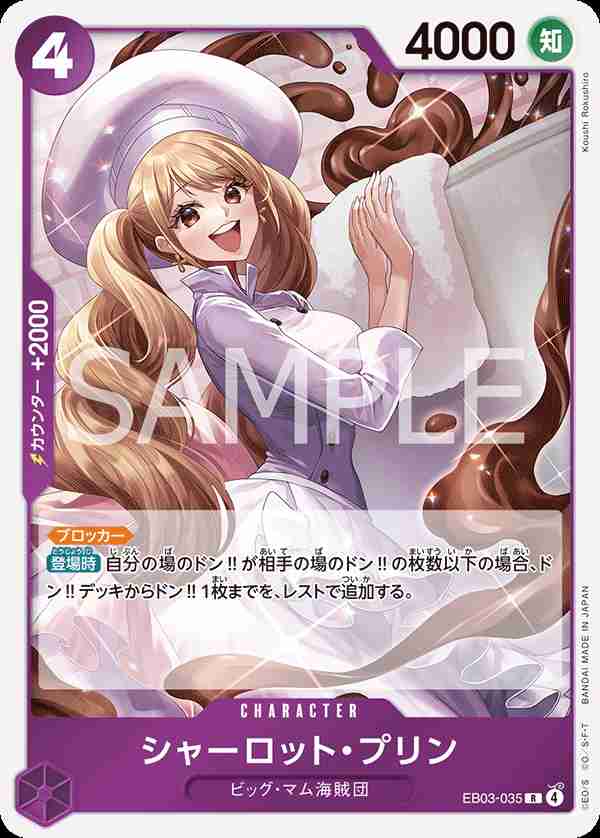 4
4000 知
Koushi Rokushiro
カウンター +2000
SAMPLE
ブロッカー
登場時 自分の場のドン!!が相手の場のドン!!の枚数以下の場合、ド
ン!!デッキからドン!!1枚までを、レストで追加する。
CHARACTER
シャーロット・プリン
ビッグ・マム海賊団
EB03-035 R 4
©E.O/S ©O./S・F・T BANDAI MADE IN JAPAN